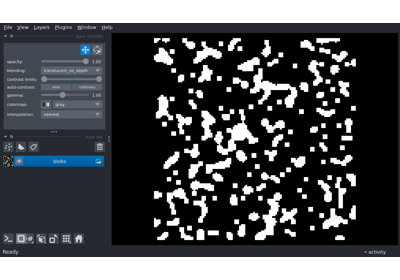 File View Layers Plugins Window Help
opacity: 1.00
blending: translucent_no_depth
contrast limits:
auto-contrast: once continuous
gamma: 1.00
colormap: gray
interpolation: nearest
blobs
Ready
activity